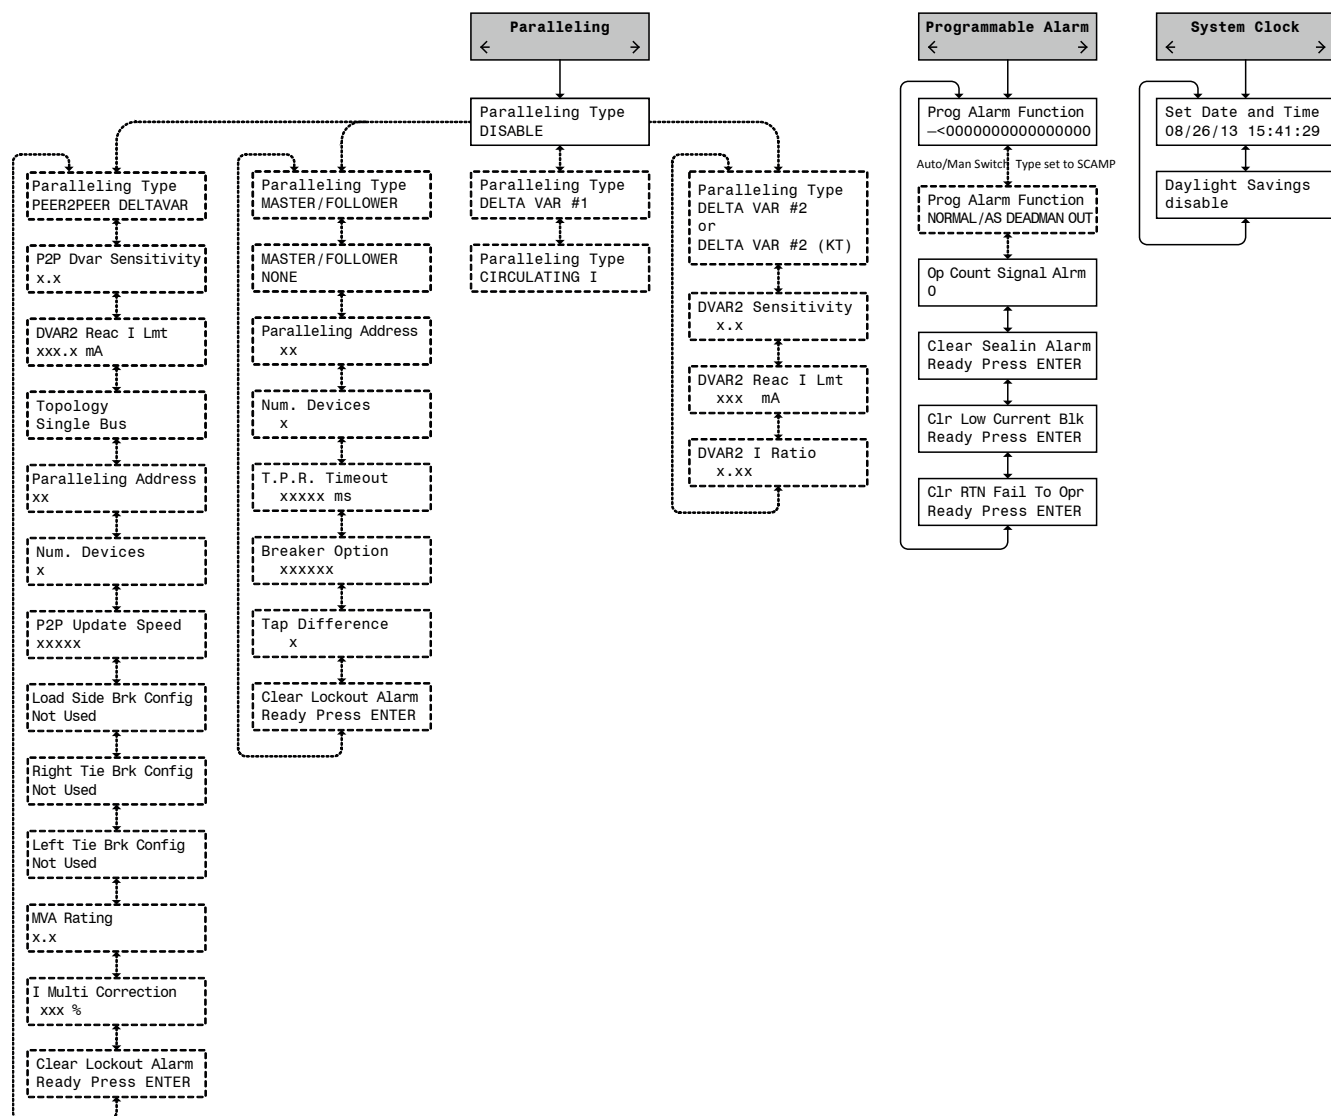 Paralleling
Paralleling Type
DISABLE
Paralleling Type
PEER2PEER DELTAVAR
P2P Dvar Sensitivity
x.x
DVAR2 Reac I Lmt
xxx.x mA
Topology
Single Bus
Paralleling Address
xx
Num. Devices
x
P2P Update Speed
xxxxx
Load Side Brk Config
Not Used
Right Tie Brk Config
Not Used
Left Tie Brk Config
Not Used
MVA Rating
x.x
I Multi Correction
xxx %
Clear Lockout Alarm
Ready Press ENTER
Paralleling Type
MASTER/FOLLOWER
MASTER/FOLLOWER
NONE
Paralleling Address
xx
Num. Devices
x
T.P.R. Timeout
xxxxx ms
Breaker Option
xxxxxx
Tap Difference
x
Clear Lockout Alarm
Ready Press ENTER
Paralleling Type
DELTA VAR #1
Paralleling Type
CIRCULATING I
Paralleling Type
DELTA VAR #2
or
DELTA VAR #2 (KT)
DVAR2 Sensitivity
x.x
DVAR2 Reac I Lmt
xxx mA
DVAR2 I Ratio
x.xx
Programmable Alarm
Prog Alarm Function
—<0000000000000000
Auto/Man Switch Type set to SCAMP
Prog Alarm Function
NORMAL/AS DEADMAN OUT
Op Count Signal Alrm
0
Clear Sealin Alarm
Ready Press ENTER
Clr Low Current Blk
Ready Press ENTER
Clr RTN Fail To Opr
Ready Press ENTER
System Clock
Set Date and Time
08/26/13 15:41:29
Daylight Savings
disable